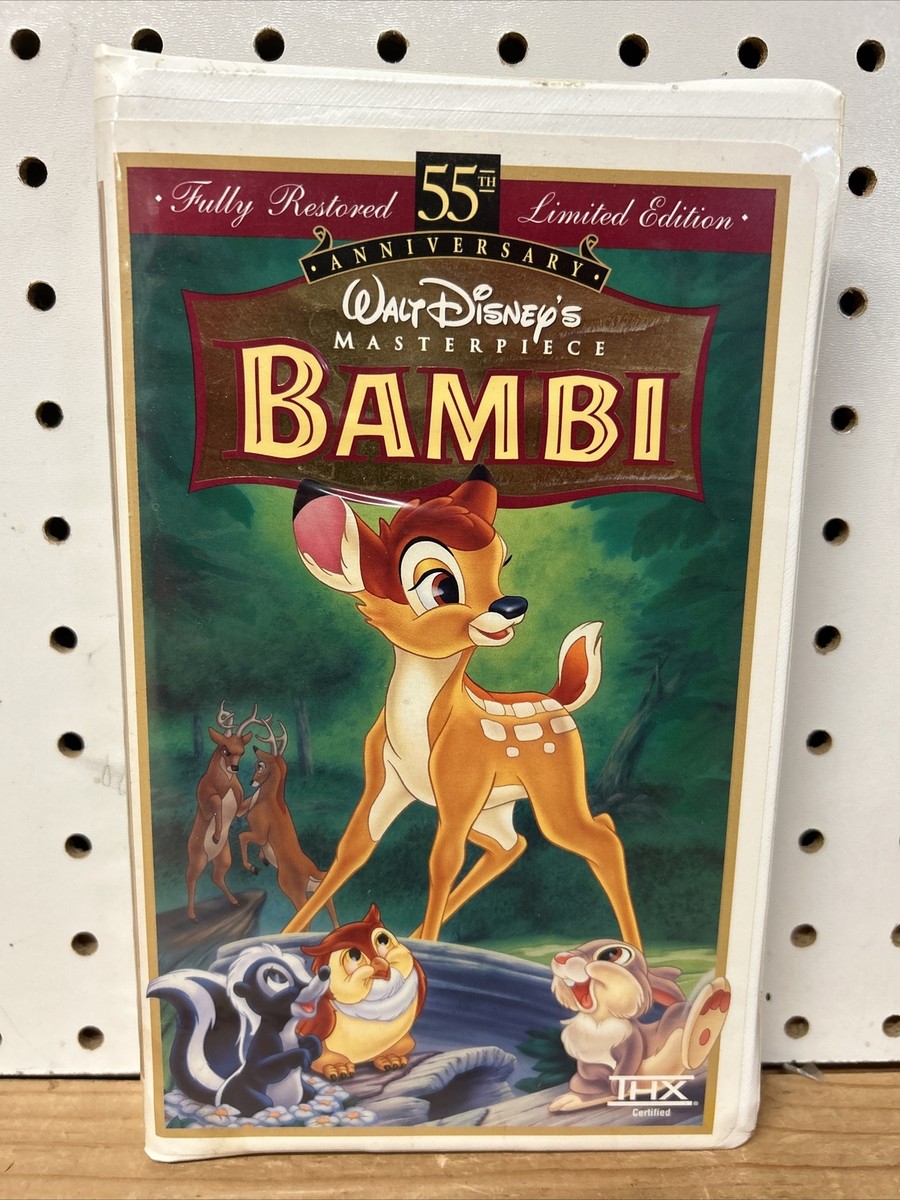 · Fully Restored 55TH Limited Edition ·
· ANNIVERSARY ·
WALT DISNEY'S
MASTERPIECE
BAMBI
THX
Certified